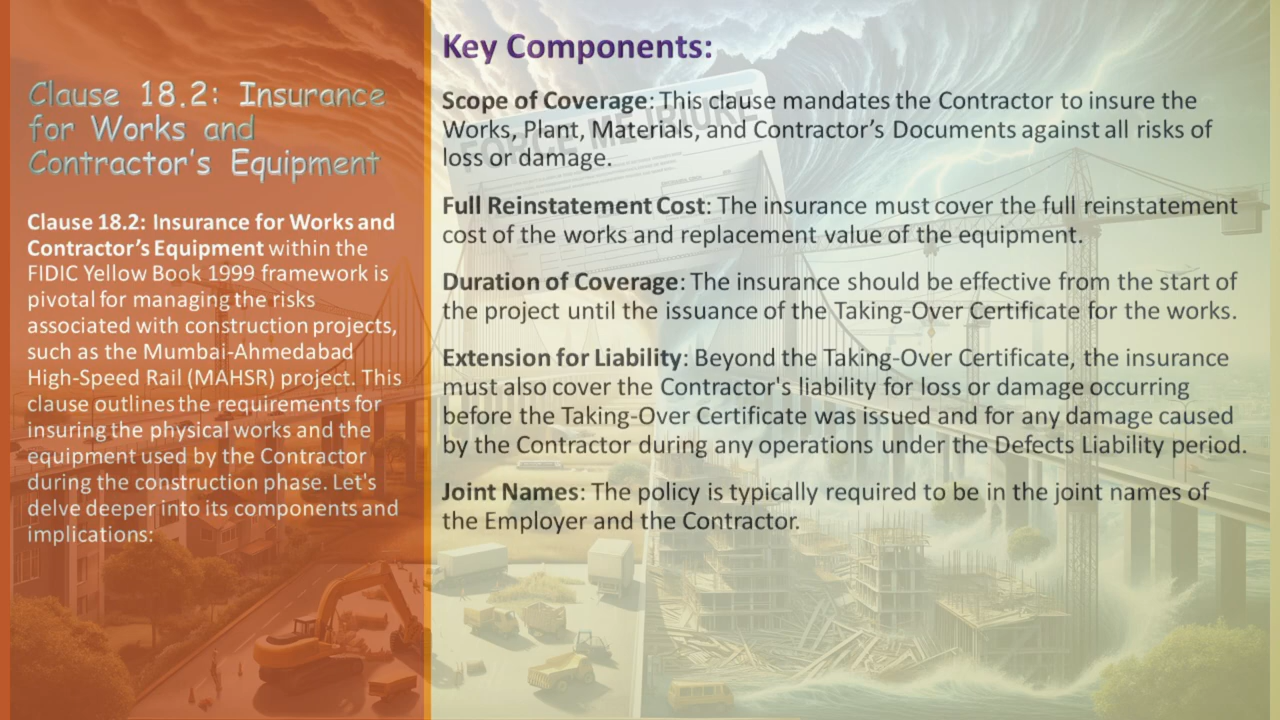 Clause 18.2: Insurance
for Works and
Contractor's Equipment
Clause 18.2: Insurance for Works and
Contractor's Equipment within the
FIDIC Yellow Book 1999 framework is
pivotal for managing the risks
associated with construction projects,
such as the Mumbai-Ahmedabad
High-Speed Rail (MAHSR) project. This
clause outlines the requirements for
insuring the physical works and the
equipment used by the Contractor
during the construction phase. Let's
delve deeper into its components and
implications:
Key Components:
Scope of Coverage: This clause mandates the Contractor to insure the
Works, Plant, Materials, and Contractor's Documents against all risks of
loss or damage.
Full Reinstatement Cost: The insurance must cover the full reinstatement
cost of the works and replacement value of the equipment.
Duration of Coverage: The insurance should be effective from the start of
the project until the issuance of the Taking-Over Certificate for the works.
Extension for Liability: Beyond the Taking-Over Certificate, the insurance
must also cover the Contractor's liability for loss or damage occurring
before the Taking-Over Certificate was issued and for any damage caused
by the Contractor during any operations under the Defects Liability period.
Joint Names: The policy is typically required to be in the joint names of
the Employer and the Contractor.